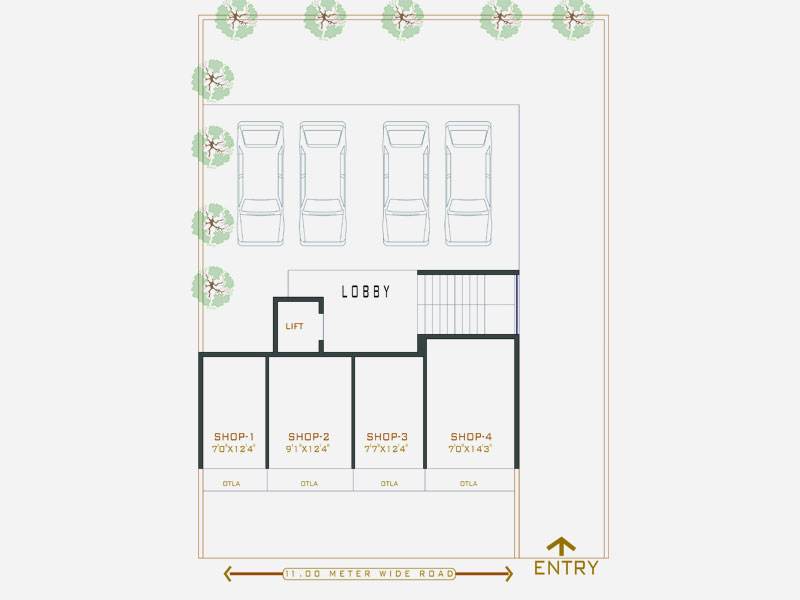 LOBBY
LIFT
SHOP-1
7'0"X12'4"
SHOP-2
9'1"X12'4"
SHOP-3
7'7"X12'4"
SHOP-4
7'0"X14'3"
OTLA
OTLA
OTLA
OTLA
11.00 METER WIDE ROAD
ENTRY